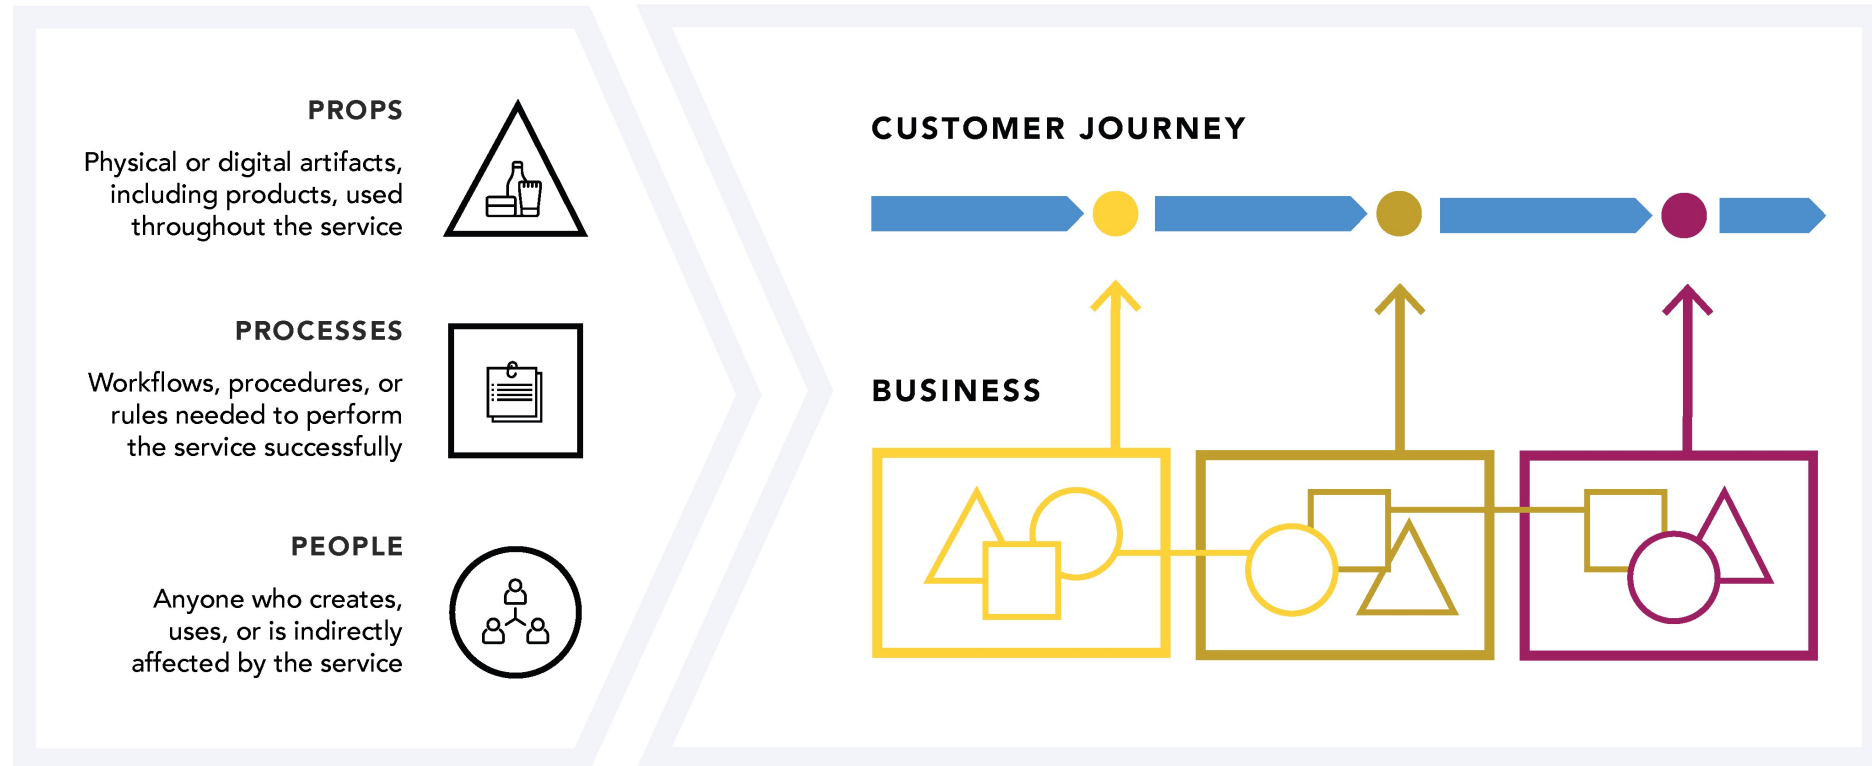 PROPS
Physical or digital artifacts,
including products, used
throughout the service
PROCESSES
Workflows, procedures, or
rules needed to perform
the service successfully
PEOPLE
Anyone who creates,
uses, or is indirectly
affected by the service
CUSTOMER JOURNEY
BUSINESS